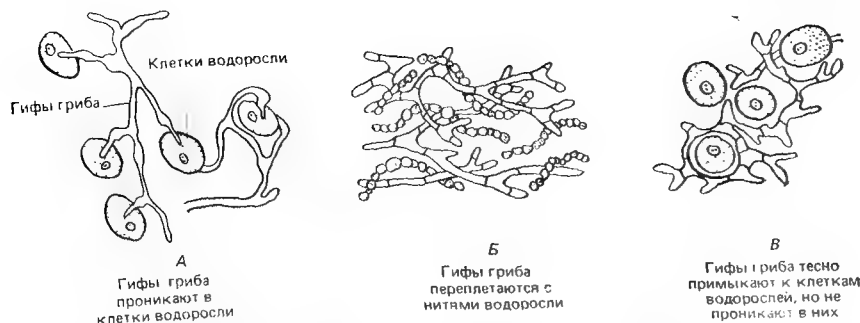 Клетки водоросли
Гифы гриба
А
Гифы гриба
проникают в
клетки водоросли
Б
Гифы гриба
переплетаются с
нитями водоросли
В
Гифы гриба тесно
примыкают к клеткам
водорослей, но не
проникают в них